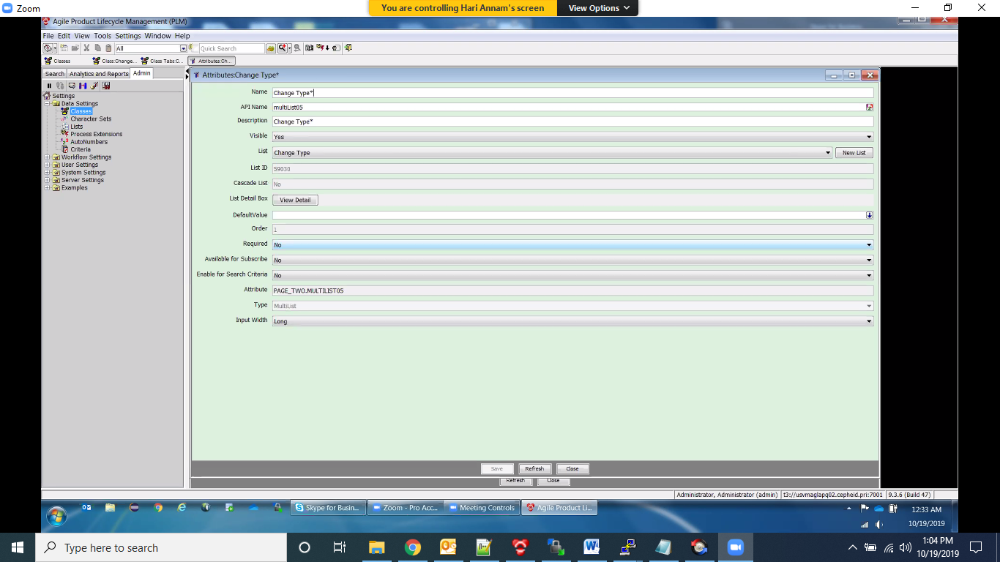 Zoom
You are controlling Hari Annam's screen
View Options
Agile Product Lifecycle Management (PLM)
File Edit View Tools Settings Window Help
All
Quick Search
Classes
Class:Change...
Class Tabs:C...
Attributes:Ch...
Search Analytics and Reports Admin
Attributes:Change Type*
Settings
Data Settings
Classes
Character Sets
Lists
Process Extensions
AutoNumbers
Criteria
Workflow Settings
User Settings
System Settings
Server Settings
Examples
Name Change Type*
API Name multiList05
Description Change Type*
Visible Yes
List Change Type New List
List ID 59030
Cascade List No
List Detail Box View Detail
DefaultValue
Order 1
Required No
Available for Subscribe No
Enable for Search Criteria No
Attribute PAGE_TWO.MULTILIST05
Type MultiList
Input Width Long
Save Refresh Close
Refresh Close
Administrator, Administrator (admin) t3://usvmaglapq02.cepheid.pri:7001 9.3.6 (Build 47)
Skype for Busin...
Zoom - Pro Acc...
Meeting Controls
Agile Product Li...
12:33 AM
10/19/2019
Type here to search
1:04 PM
10/19/2019